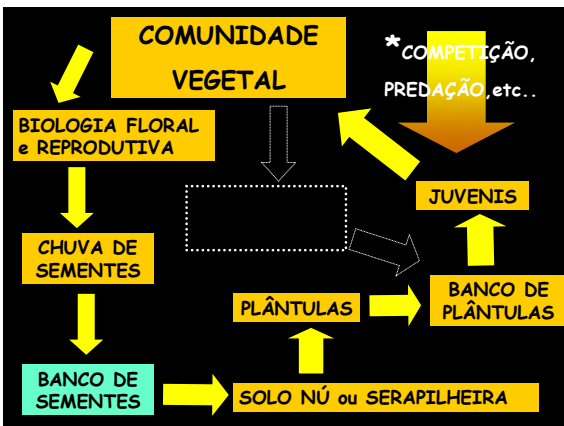 COMUNIDADE
VEGETAL
*COMPETIÇÃO,
PREDAÇÃO,etc..
BIOLOGIA FLORAL
e REPRODUTIVA
JUVENIS
CHUVA DE
SEMENTES
BANCO DE
PLÂNTULAS
PLÂNTULAS
BANCO DE
SEMENTES
SOLO NÚ ou SERAPILHEIRA